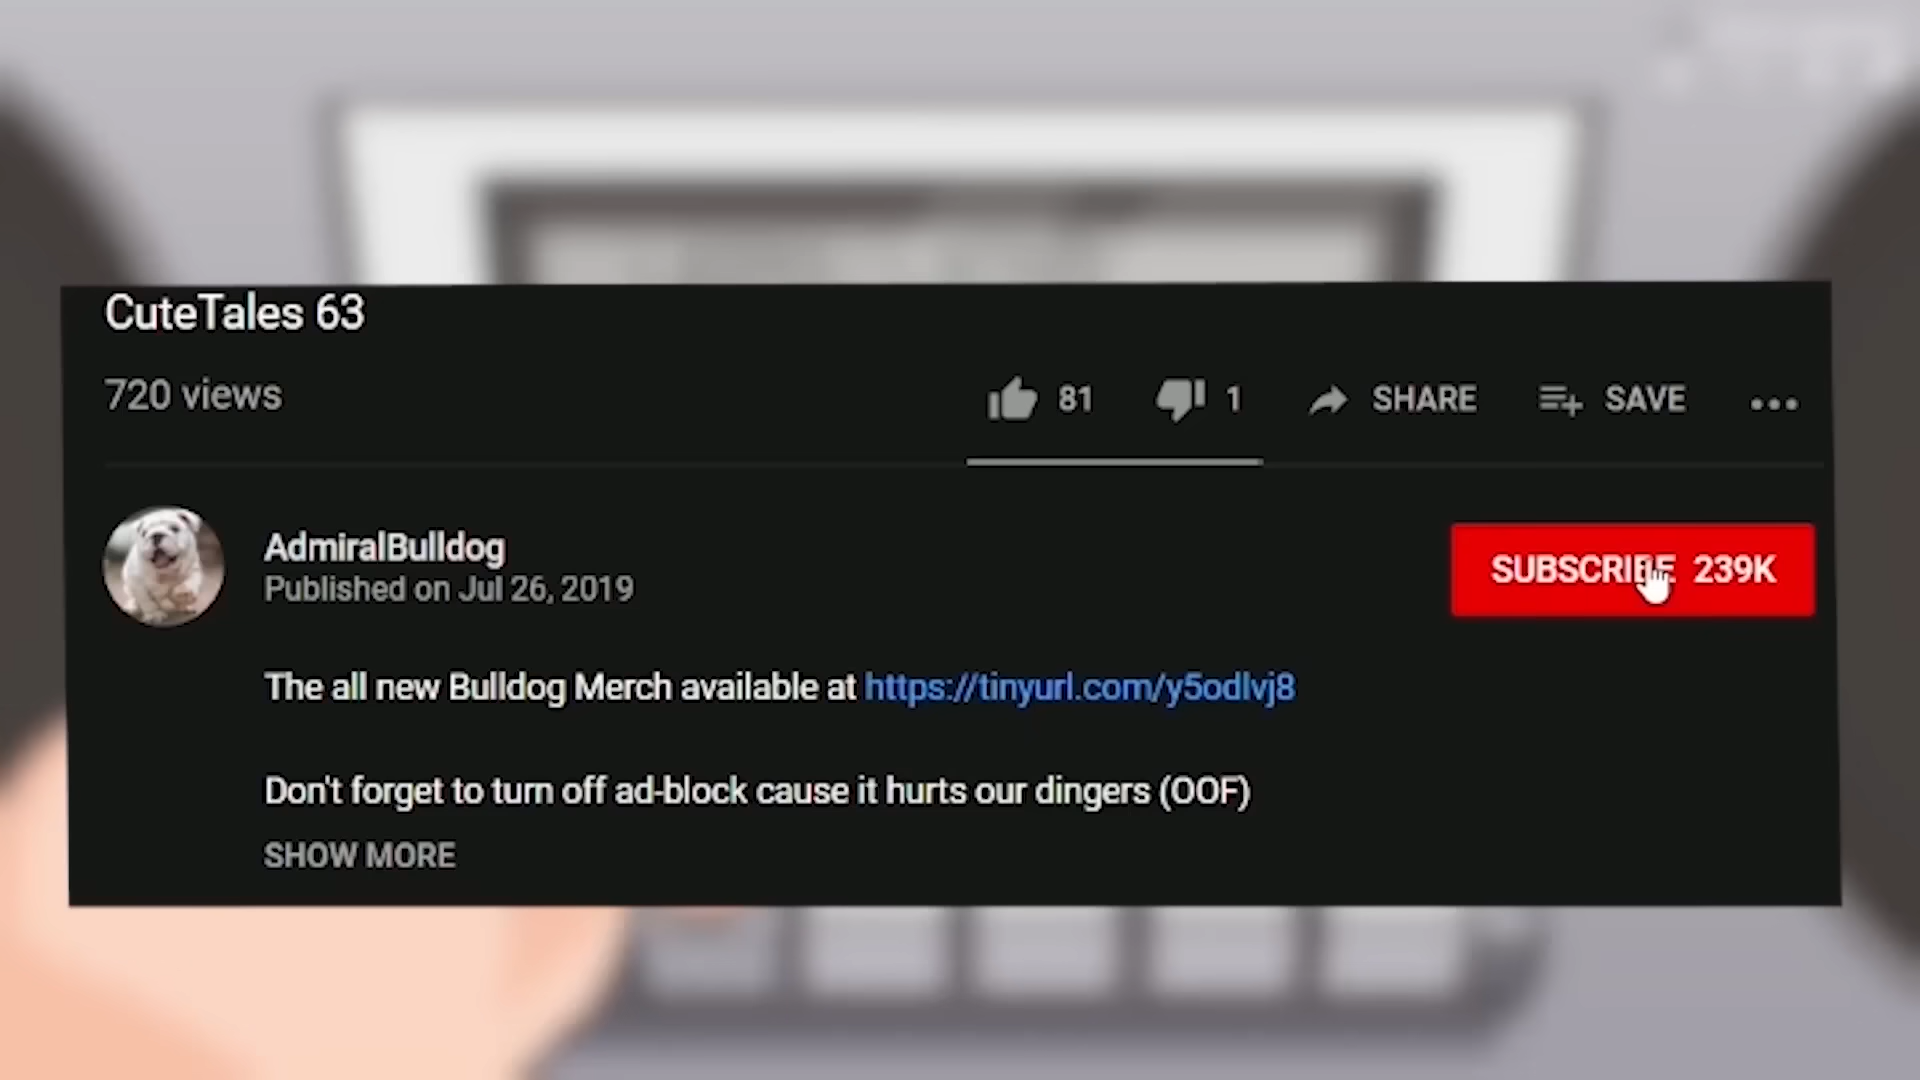 CuteTales 63
720 views
81 1 SHARE SAVE
AdmiralBulldog
SUBSCRIBE 239K
Published on Jul 26, 2019
The all new Bulldog Merch available at https://tinyurl.com/y5odlvj8
Don't forget to turn off ad-block cause it hurts our dingers (OOF)
SHOW MORE